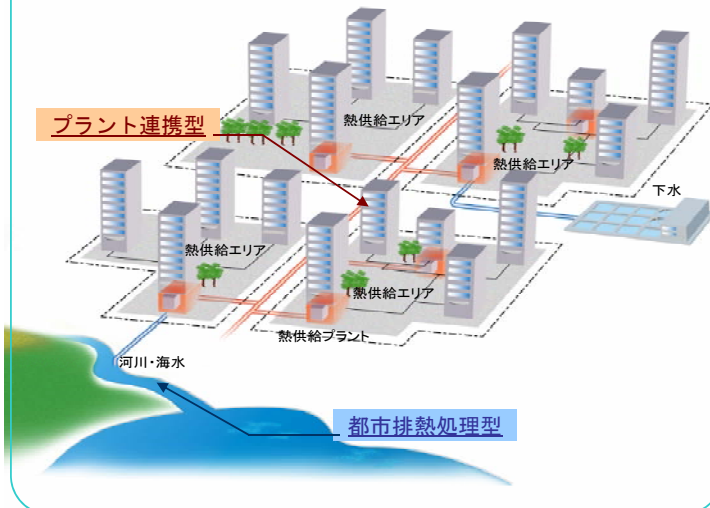 プラント連携型
熱供給エリア
熱供給エリア
下水
熱供給エリア
熱供給エリア
熱供給プラント
河川・海水
都市排熱処理型